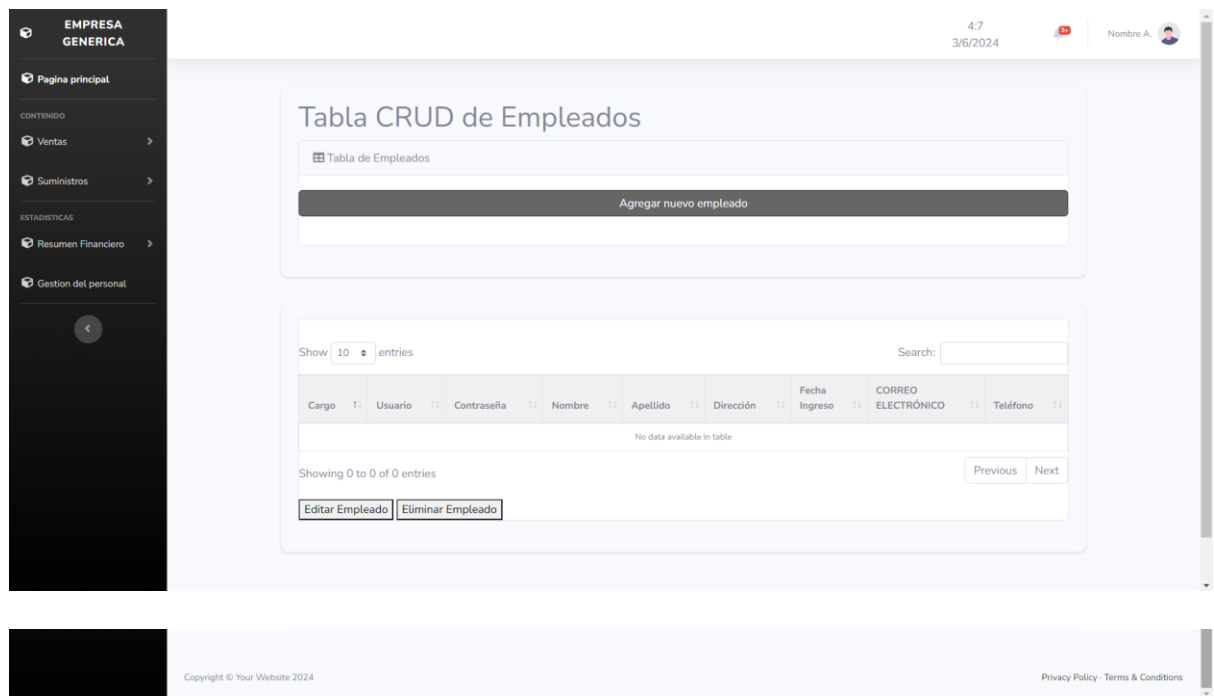 EMPRESA
GENERICA
4:7
3/6/2024
3+
Nombre A.
Pagina principal
CONTENIDO
Ventas
Suministros
ESTADISTICAS
Resumen Financiero
Gestion del personal
Tabla CRUD de Empleados
Tabla de Empleados
Agregar nuevo empleado
Show 10 entries
Search:
Cargo Usuario Contraseña Nombre Apellido Dirección Fecha Ingreso CORREO ELECTRÓNICO Teléfono
No data available in table
Showing 0 to 0 of 0 entries
Previous Next
Editar Empleado Eliminar Empleado
Copyright © Your Website 2024
Privacy Policy · Terms & Conditions